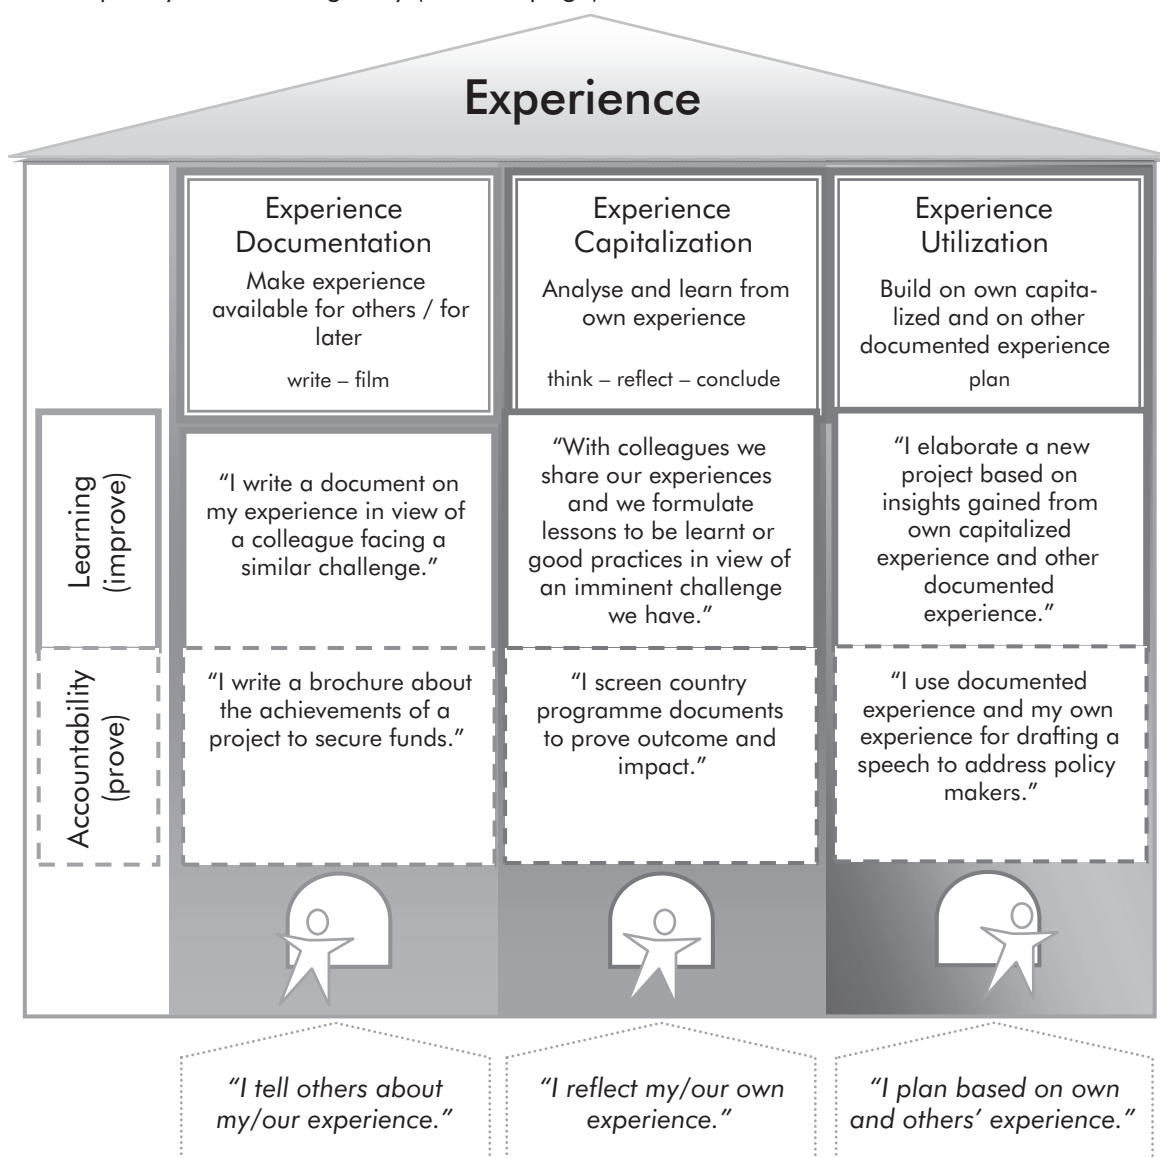 Experience
Experience
Documentation
Make experience
available for others / for
later
write – film
Experience
Capitalization
Analyse and learn from
own experience
think – reflect – conclude
Experience
Utilization
Build on own capita-
lized and on other
documented experience
plan
Learning
(improve)
“I write a document on
my experience in view of
a colleague facing a
similar challenge.”
“With colleagues we
share our experiences
and we formulate
lessons to be learnt or
good practices in view of
an imminent challenge
we have.”
“I elaborate a new
project based on
insights gained from
own capitalized
experience and other
documented
experience.”
Accountability
(prove)
“I write a brochure about
the achievements of a
project to secure funds.”
“I screen country
programme documents
to prove outcome and
impact.”
“I use documented
experience and my own
experience for drafting a
speech to address policy
makers.”
“I tell others about
my/our experience.”
“I reflect my/our own
experience.”
“I plan based on own
and others’ experience.”